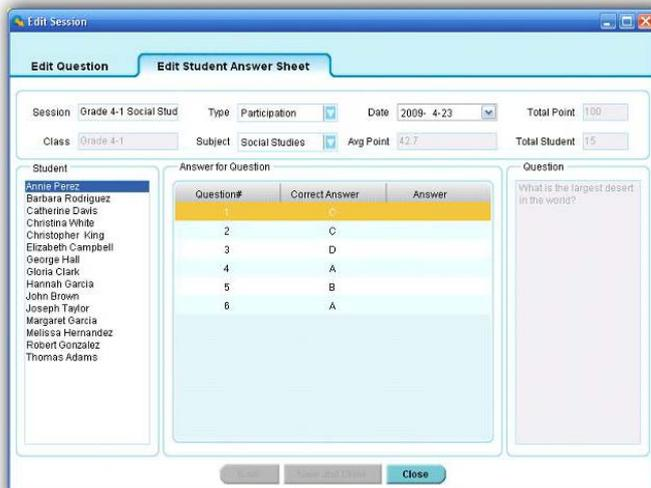 Edit Session
Edit Question Edit Student Answer Sheet
Session Grade 4-1 Social Stud Type Participation Date 2009- 4-23 Total Point 100
Class Grade 4-1 Subject Social Studies Avg Point 42.7 Total Student 15
Student Answer for Question Question
Annie Perez
Barbara Rodriguez
Catherine Davis
Christina White
Christopher King
Elizabeth Campbell
George Hall
Gloria Clark
Hannah Garcia
John Brown
Joseph Taylor
Margaret Garcia
Melissa Hernandez
Robert Gonzalez
Thomas Adams
Question# Correct Answer Answer
1 C
2 C
3 D
4 A
5 B
6 A
What is the largest desert
in the world?
Save Save and Close Close